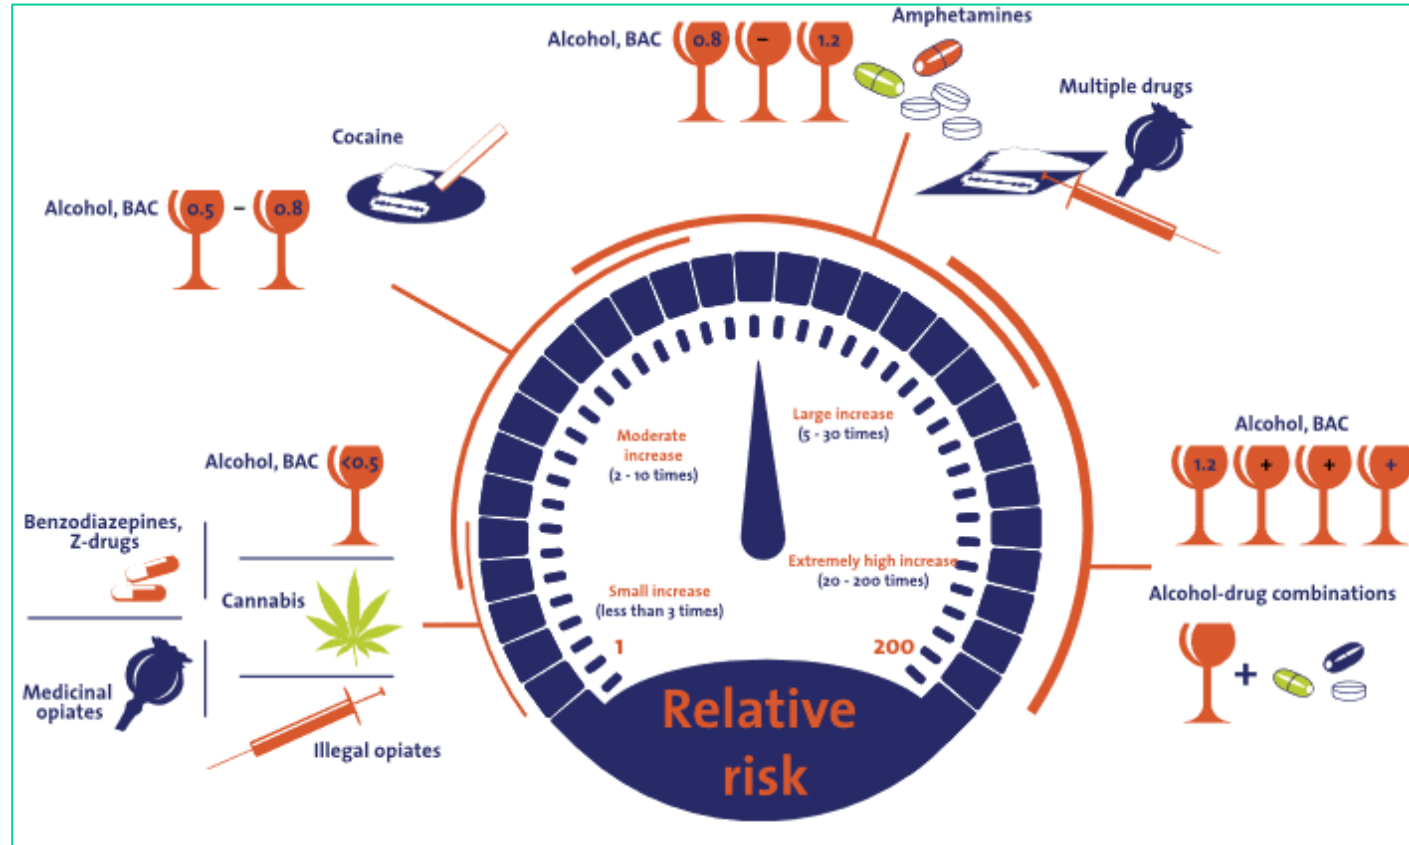 Amphetamines
Alcohol, BAC 0.8 – 1.2
Multiple drugs
Cocaine
Alcohol, BAC 0.5 – 0.8
Large increase
(5 - 30 times)
Moderate
increase
(2 - 10 times)
Alcohol, BAC
1.2 + + +
Alcohol, BAC <0.5
Benzodiazepines,
Z-drugs
Extremely high increase
(20 - 200 times)
Cannabis
Small increase
(less than 3 times)
Alcohol-drug combinations
+
1
200
Medicinal
opiates
Illegal opiates
Relative
risk